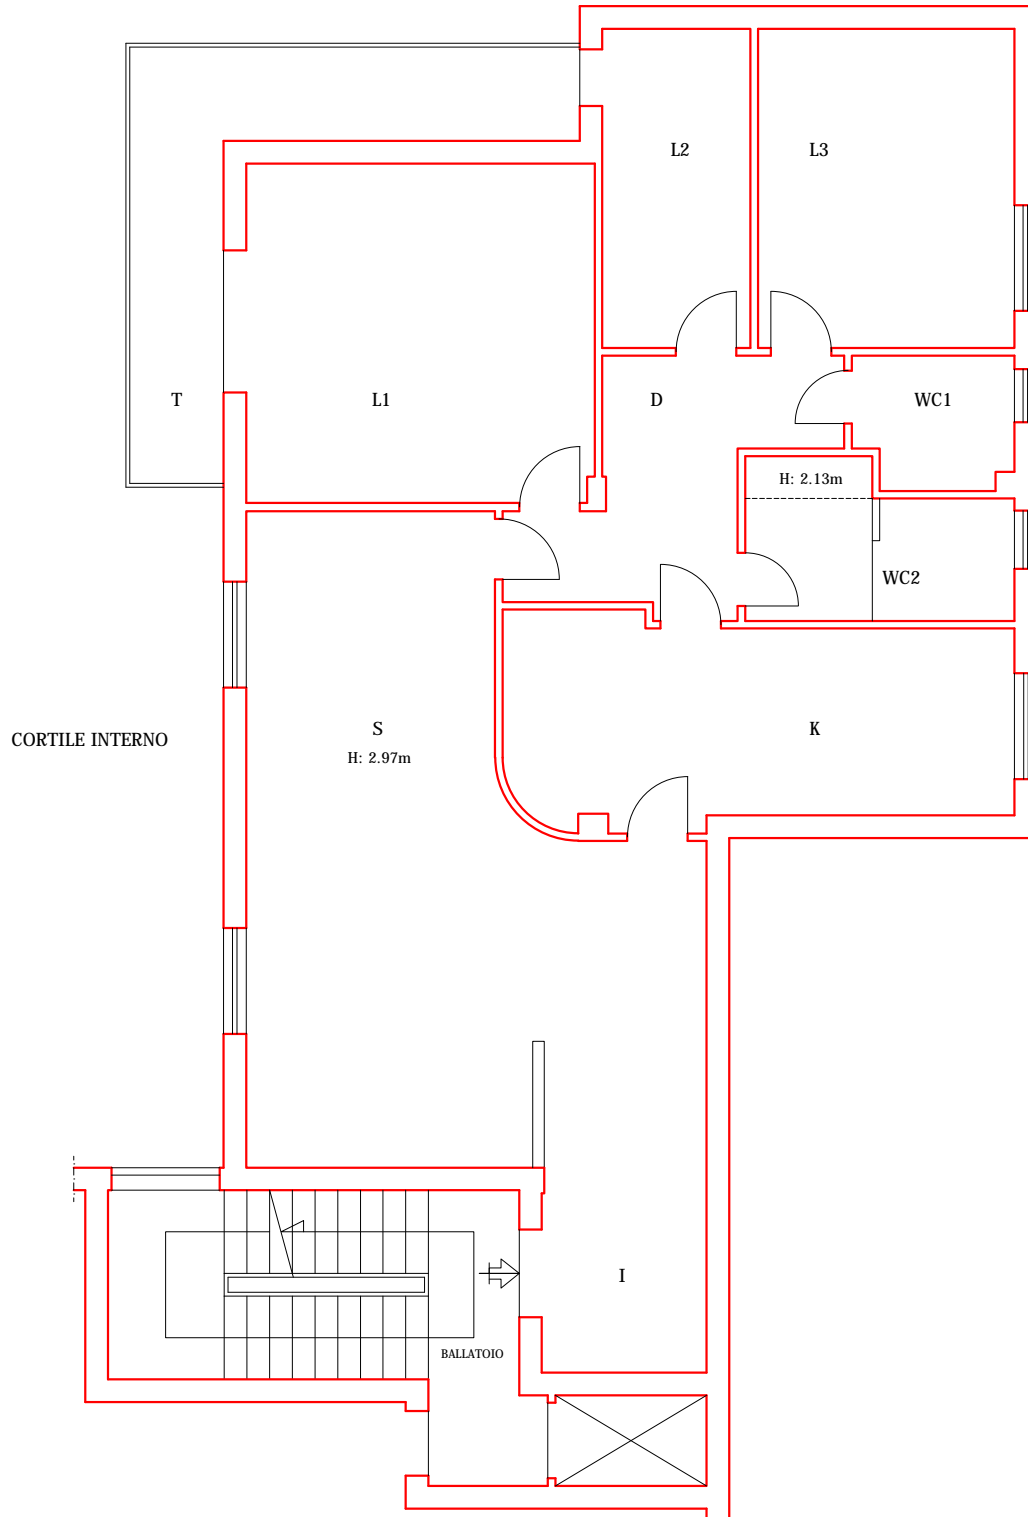 L2
L3
T
L1
D
WC1
H: 2.13m
WC2
S
H: 2.97m
K
CORTILE INTERNO
I
BALLATOIO